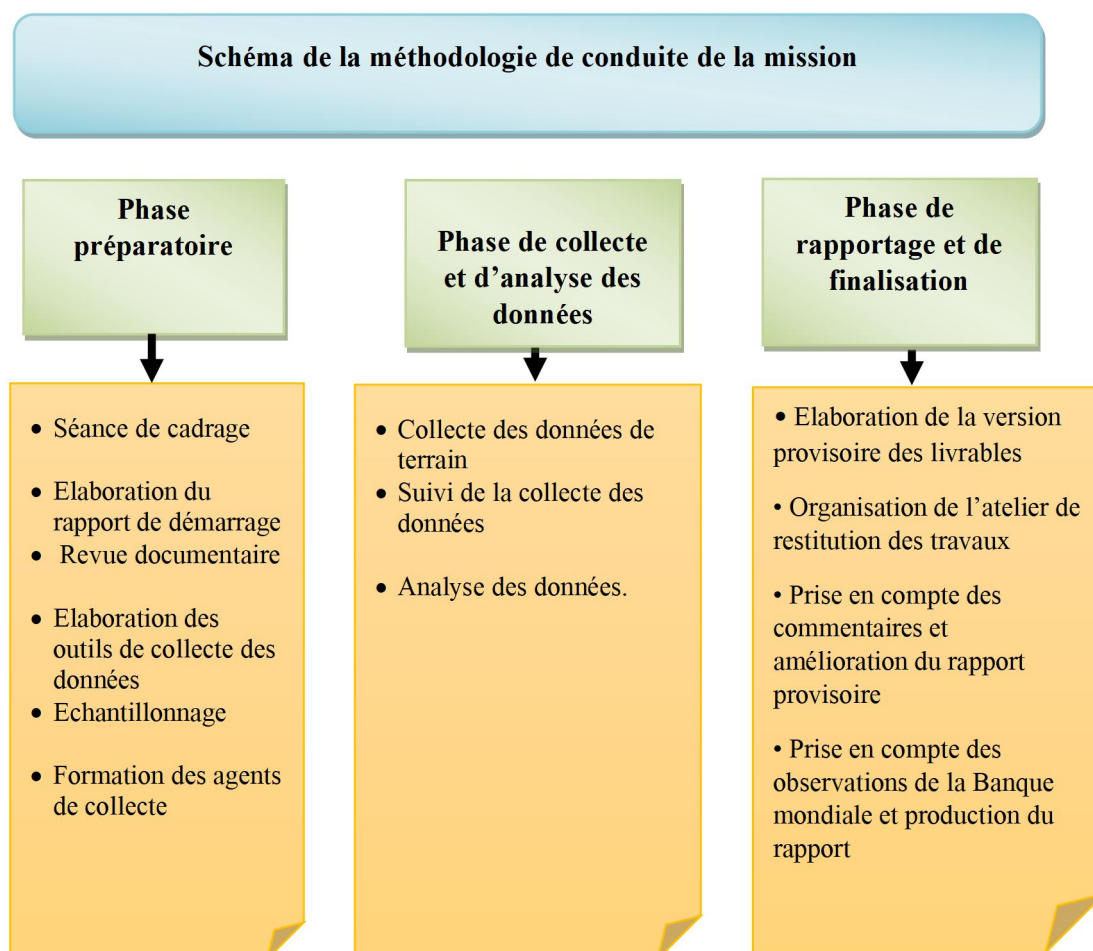 Schéma de la méthodologie de conduite de la mission
Phase
préparatoire
• Séance de cadrage
• Elaboration du
rapport de démarrage
• Revue documentaire
• Elaboration des
outils de collecte des
données
• Echantillonnage
• Formation des agents
de collecte
Phase de collecte
et d’analyse des
données
• Collecte des données de
terrain
• Suivi de la collecte des
données
• Analyse des données.
Phase de
rapportage et de
finalisation
• Elaboration de la version
provisoire des livrables
• Organisation de l’atelier de
restitution des travaux
• Prise en compte des
commentaires et
amélioration du rapport
provisoire
• Prise en compte des
observations de la Banque
mondiale et production du
rapport